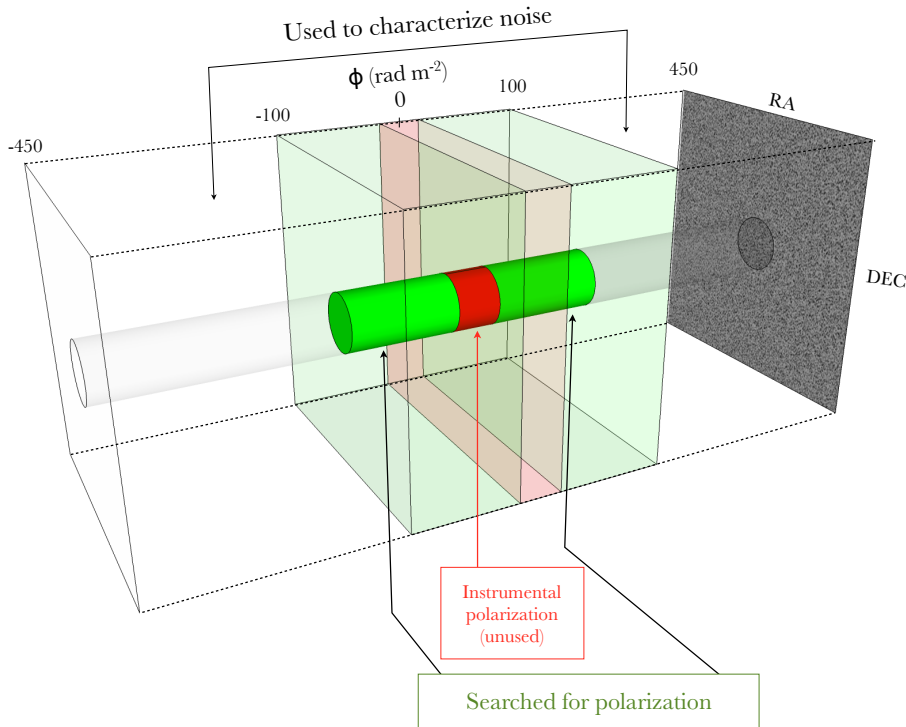 Used to characterize noise
ϕ (rad m⁻²)
-450
-100
0
100
450
RA
DEC
Instrumental
polarization
(unused)
Searched for polarization